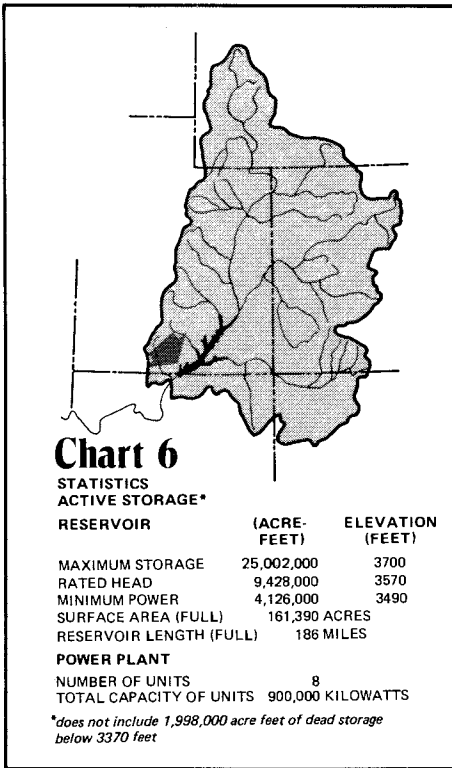 Chart 6
STATISTICS
ACTIVE STORAGE*
RESERVOIR (ACRE- ELEVATION
FEET) (FEET)
MAXIMUM STORAGE 25,002,000 3700
RATED HEAD 9,428,000 3570
MINIMUM POWER 4,126,000 3490
SURFACE AREA (FULL) 161,390 ACRES
RESERVOIR LENGTH (FULL) 186 MILES
POWER PLANT
NUMBER OF UNITS 8
TOTAL CAPACITY OF UNITS 900,000 KILOWATTS
*does not include 1,998,000 acre feet of dead storage
below 3370 feet